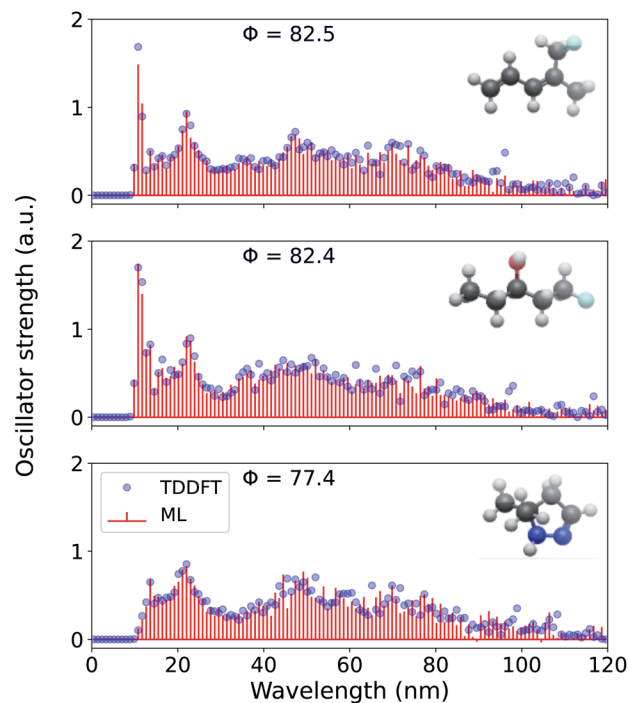 2
Φ = 82.5
1
0
2
Φ = 82.4
1
0
2
Φ = 77.4
TDDFT
ML
1
0
0 20 40 60 80 100 120
Wavelength (nm)
Oscillator strength (a.u.)